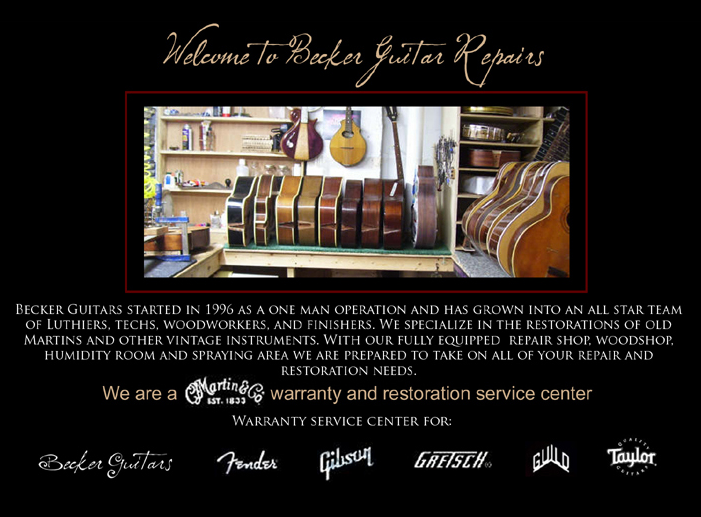 Welcome to Becker Guitar Repairs
Becker Guitars started in 1996 as a one man operation and has grown into an all star team
of Luthiers, techs, woodworkers, and finishers. We specialize in the restorations of old
Martins and other vintage instruments. With our fully equipped repair shop, woodshop,
humidity room and spraying area we are prepared to take on all of your repair and
restoration needs.
We are a CF Martin & Co EST. 1833 warranty and restoration service center
Warranty service center for:
Becker Guitars Fender Gibson GRETSCH GUILD QUALITY Taylor GUITARS